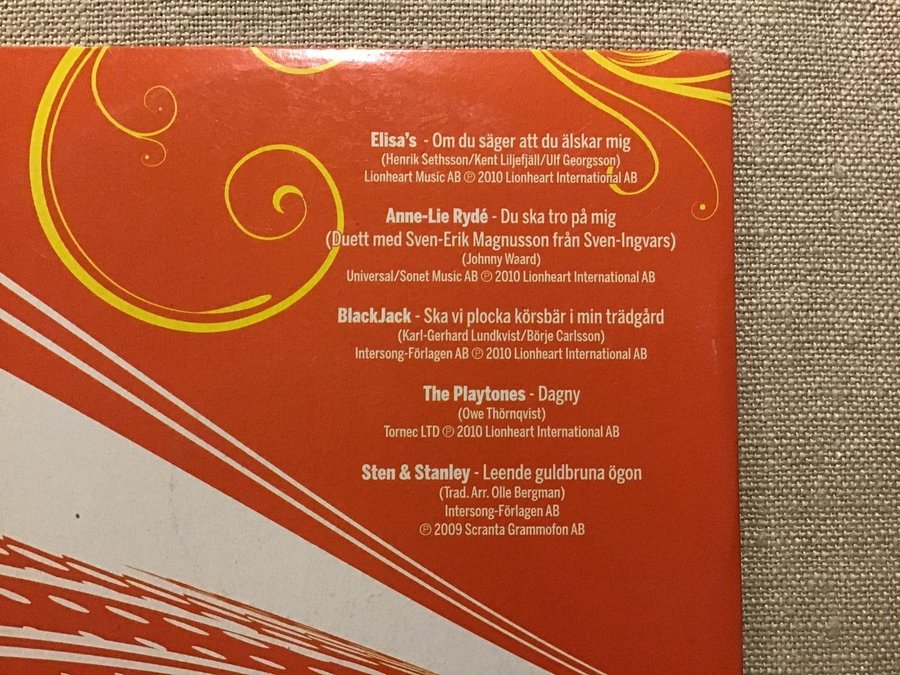 Elisa's - Om du säger att du älskar mig
(Henrik Sethsson/Kent Liljefjäll/Ulf Georgsson)
Lionheart Music AB ℗ 2010 Lionheart International AB
Anne-Lie Rydé - Du ska tro på mig
(Duett med Sven-Erik Magnusson från Sven-Ingvars)
(Johnny Waard)
Universal/Sonet Music AB ℗ 2010 Lionheart International AB
BlackJack - Ska vi plocka körsbär i min trädgård
(Karl-Gerhard Lundkvist/Börje Carlsson)
Intersong-Förlagen AB ℗ 2010 Lionheart International AB
The Playtones - Dagny
(Owe Thörnqvist)
Tornec LTD ℗ 2010 Lionheart International AB
Sten & Stanley - Leende guldbruna ögon
(Trad. Arr. Olle Bergman)
Intersong-Förlagen AB
℗ 2009 Scranta Grammofon AB